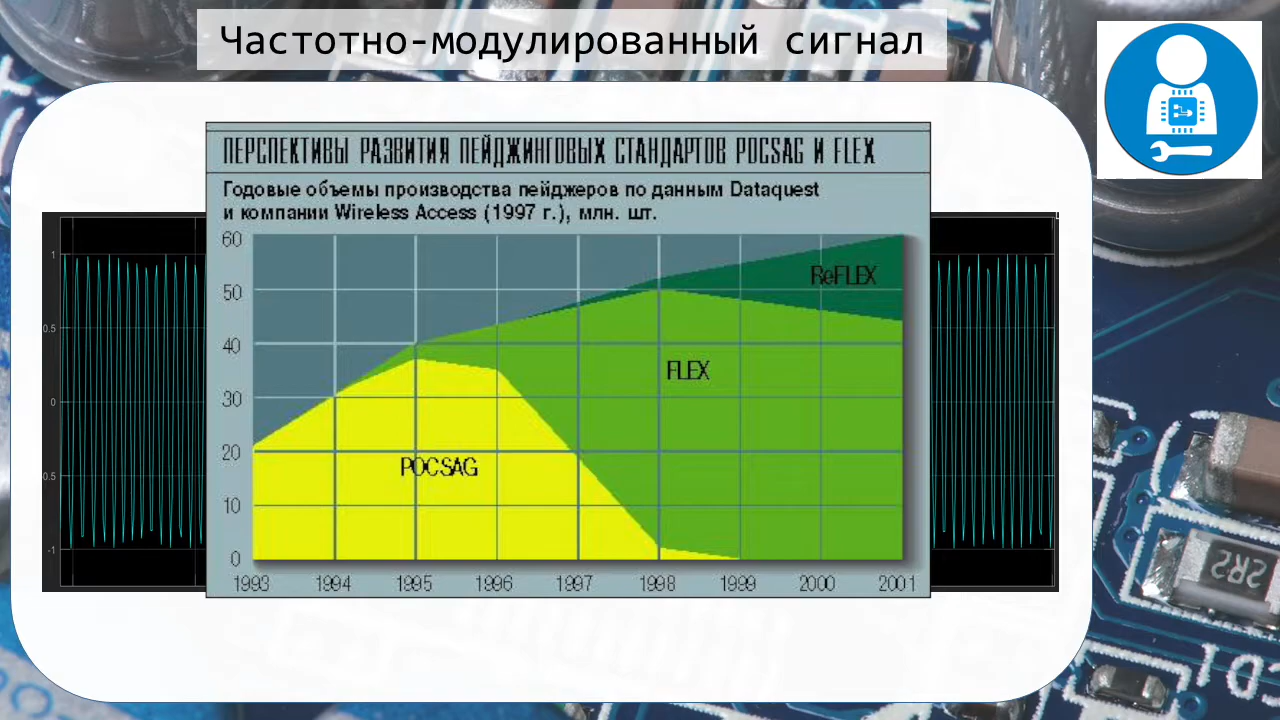 Частотно-модулированный сигнал
ПЕРСПЕКТИВЫ РАЗВИТИЯ ПЕЙДЖИНГОВЫХ СТАНДАРТОВ POCSAG И FLEX
Годовые объемы производства пейджеров по данным Dataquest
и компании Wireless Access (1997 г.), млн. шт.
60
50
40
30
20
10
0
ReFLEX
FLEX
POCSAG
1993 1994 1995 1996 1997 1998 1999 2000 2001
1
0.5
0
0.5
-1
2R2
CD1